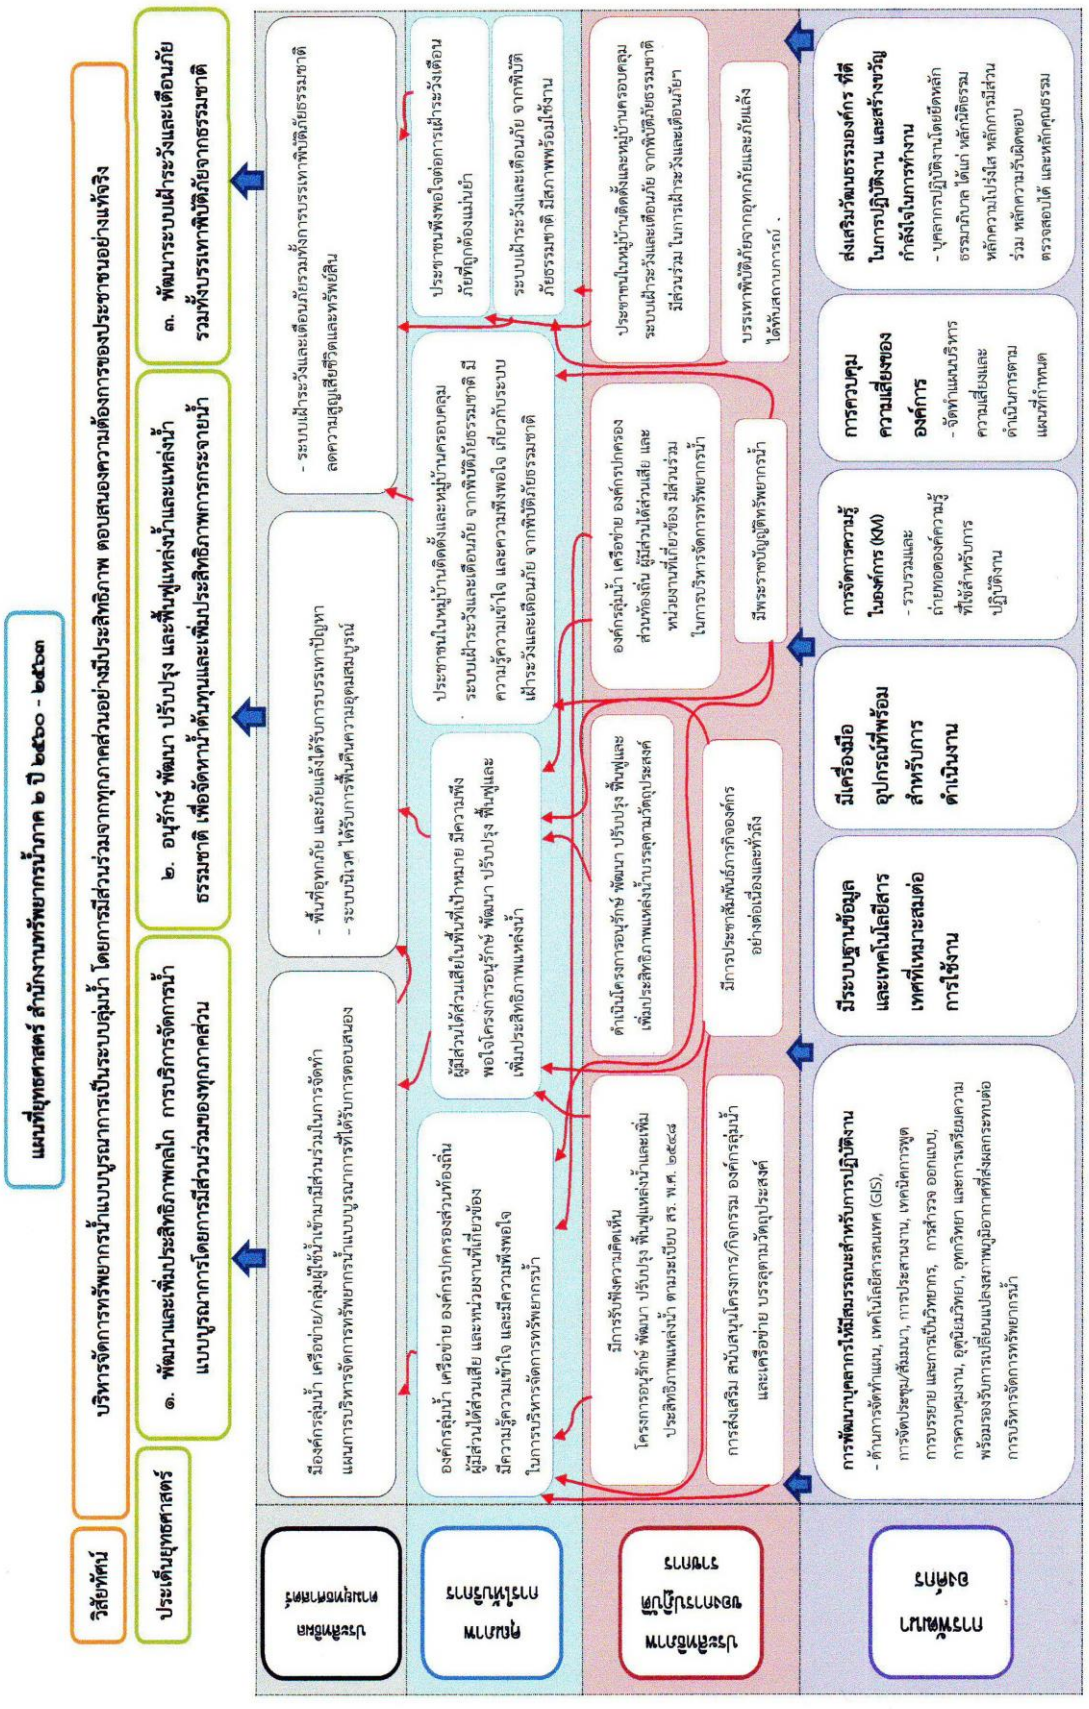 แผนที่ยุทธศาสตร์ สำนักงานทรัพยากรน้ำภาค ๒ ปี ๒๕๖๐ - ๒๕๖๓
วิสัยทัศน์
บริหารจัดการทรัพยากรน้ำแบบบูรณาการเป็นระบบลุ่มน้ำ โดยการมีส่วนร่วมจากทุกภาคส่วนอย่างมีประสิทธิภาพ ตอบสนองความต้องการของประชาชนอย่างแท้จริง
ประเด็นยุทธศาสตร์
๑. พัฒนาและเพิ่มประสิทธิภาพกลไก การบริการจัดการน้ำ
แบบบูรณาการโดยการมีส่วนร่วมของทุกภาคส่วน
๒. อนุรักษ์ พัฒนา ปรับปรุง และฟื้นฟูแหล่งน้ำและแหล่งน้ำ
ธรรมชาติ เพื่อจัดหาน้ำต้นทุนและเพิ่มประสิทธิภาพการกระจายน้ำ
๓. พัฒนาระบบเฝ้าระวังและเตือนภัย
รวมทั้งบรรเทาพิบัติภัยจากธรรมชาติ
ประสิทธิผล
ตามยุทธศาสตร์
มีองค์กรลุ่มน้ำ เครือข่าย/กลุ่มผู้ใช้น้ำเข้ามามีส่วนร่วมในการจัดทำ
แผนการบริหารจัดการทรัพยากรน้ำแบบบูรณาการที่ได้รับการตอบสนอง
- พื้นที่อุทกภัย และภัยแล้งได้รับการบรรเทาปัญหา
- ระบบนิเวศ ได้รับการฟื้นคืนความอุดมสมบูรณ์
- ระบบเฝ้าระวังและเตือนภัยรวมทั้งการบรรเทาพิบัติภัยธรรมชาติ
ลดความสูญเสียชีวิตและทรัพย์สิน
คุณภาพ
การให้บริการ
องค์กรลุ่มน้ำ เครือข่าย องค์กรปกครองส่วนท้องถิ่น
ผู้มีส่วนได้ส่วนเสีย และหน่วยงานที่เกี่ยวข้อง
มีความรู้ความเข้าใจ และมีความพึงพอใจ
ในการบริหารจัดการทรัพยากรน้ำ
ผู้มีส่วนได้ส่วนเสียในพื้นที่เป้าหมาย มีความพึง
พอใจโครงการอนุรักษ์ พัฒนา ปรับปรุง ฟื้นฟูและ
เพิ่มประสิทธิภาพแหล่งน้ำ
ประชาชนในหมู่บ้านติดตั้งและหมู่บ้านครอบคลุม
ระบบเฝ้าระวังและเตือนภัย จากพิบัติภัยธรรมชาติ มี
ความรู้ความเข้าใจ และความพึงพอใจ เกี่ยวกับระบบ
เฝ้าระวังและเตือนภัย จากพิบัติภัยธรรมชาติ
ประชาชนพึงพอใจต่อการเฝ้าระวังเตือน
ภัยที่ถูกต้องแม่นยำ
ระบบเฝ้าระวังและเตือนภัย จากพิบัติ
ภัยธรรมชาติ มีสภาพพร้อมใช้งาน
ประสิทธิภาพ
ของการปฏิบัติ
ราชการ
มีการรับฟังความคิดเห็น
โครงการอนุรักษ์ พัฒนา ปรับปรุง ฟื้นฟูแหล่งน้ำและเพิ่ม
ประสิทธิภาพแหล่งน้ำ ตามระเบียบ สร. พ.ศ. ๒๕๔๘
ดำเนินโครงการอนุรักษ์ พัฒนา ปรับปรุง ฟื้นฟูและ
เพิ่มประสิทธิภาพแหล่งน้ำบรรลุตามวัตถุประสงค์
องค์กรลุ่มน้ำ เครือข่าย องค์กรปกครอง
ส่วนท้องถิ่น ผู้มีส่วนได้ส่วนเสีย และ
หน่วยงานที่เกี่ยวข้อง มีส่วนร่วม
ในการบริหารจัดการทรัพยากรน้ำ
ประชาชนในหมู่บ้านติดตั้งและหมู่บ้านครอบคลุม
ระบบเฝ้าระวังและเตือนภัย จากพิบัติภัยธรรมชาติ
มีส่วนร่วม ในการเฝ้าระวังและเตือนภัยฯ
การส่งเสริม สนับสนุนโครงการ/กิจกรรม องค์กรลุ่มน้ำ
และเครือข่าย บรรลุตามวัตถุประสงค์
มีการประชาสัมพันธ์ภารกิจองค์กร
อย่างต่อเนื่องและทั่วถึง
มีพระราชบัญญัติทรัพยากรน้ำ
บรรเทาพิบัติภัยจากอุทกภัยและภัยแล้ง
ได้ทันสถานการณ์ .
การพัฒนา
องค์กร
การพัฒนาบุคลากรให้มีสมรรถนะสำหรับการปฏิบัติงาน
- ด้านการจัดทำแผน, เทคโนโลยีสารสนเทศ (GIS),
การจัดประชุม/สัมมนา, การประสานงาน, เทคนิคการพูด
การบรรยาย และการเป็นวิทยากร, การสำรวจ ออกแบบ,
การควบคุมงาน, อุตุนิยมวิทยา, อุทกวิทยา และการเตรียมความ
พร้อมรองรับการเปลี่ยนแปลงสภาพภูมิอากาศที่ส่งผลกระทบต่อ
การบริหารจัดการทรัพยากรน้ำ
มีระบบฐานข้อมูล
และเทคโนโลยีสาร
เทศที่เหมาะสมต่อ
การใช้งาน
มีเครื่องมือ
อุปกรณ์ที่พร้อม
สำหรับการ
ดำเนินงาน
การจัดการความรู้
ในองค์การ (KM)
- รวบรวมและ
ถ่ายทอดองค์ความรู้
ที่ใช้สำหรับการ
ปฏิบัติงาน
การควบคุม
ความเสี่ยงของ
องค์การ
- จัดทำแผนบริหาร
ความเสี่ยงและ
ดำเนินการตาม
แผนที่กำหนด
ส่งเสริมวัฒนธรรมองค์กร ที่ดี
ในการปฏิบัติงาน และสร้างขวัญ
กำลังใจในการทำงาน
- บุคลากรปฏิบัติงานโดยยึดหลัก
ธรรมาภิบาล ได้แก่ หลักนิติธรรม
หลักความโปร่งใส หลักการมีส่วน
ร่วม หลักความรับผิดชอบ
ตรวจสอบได้ และหลักคุณธรรม